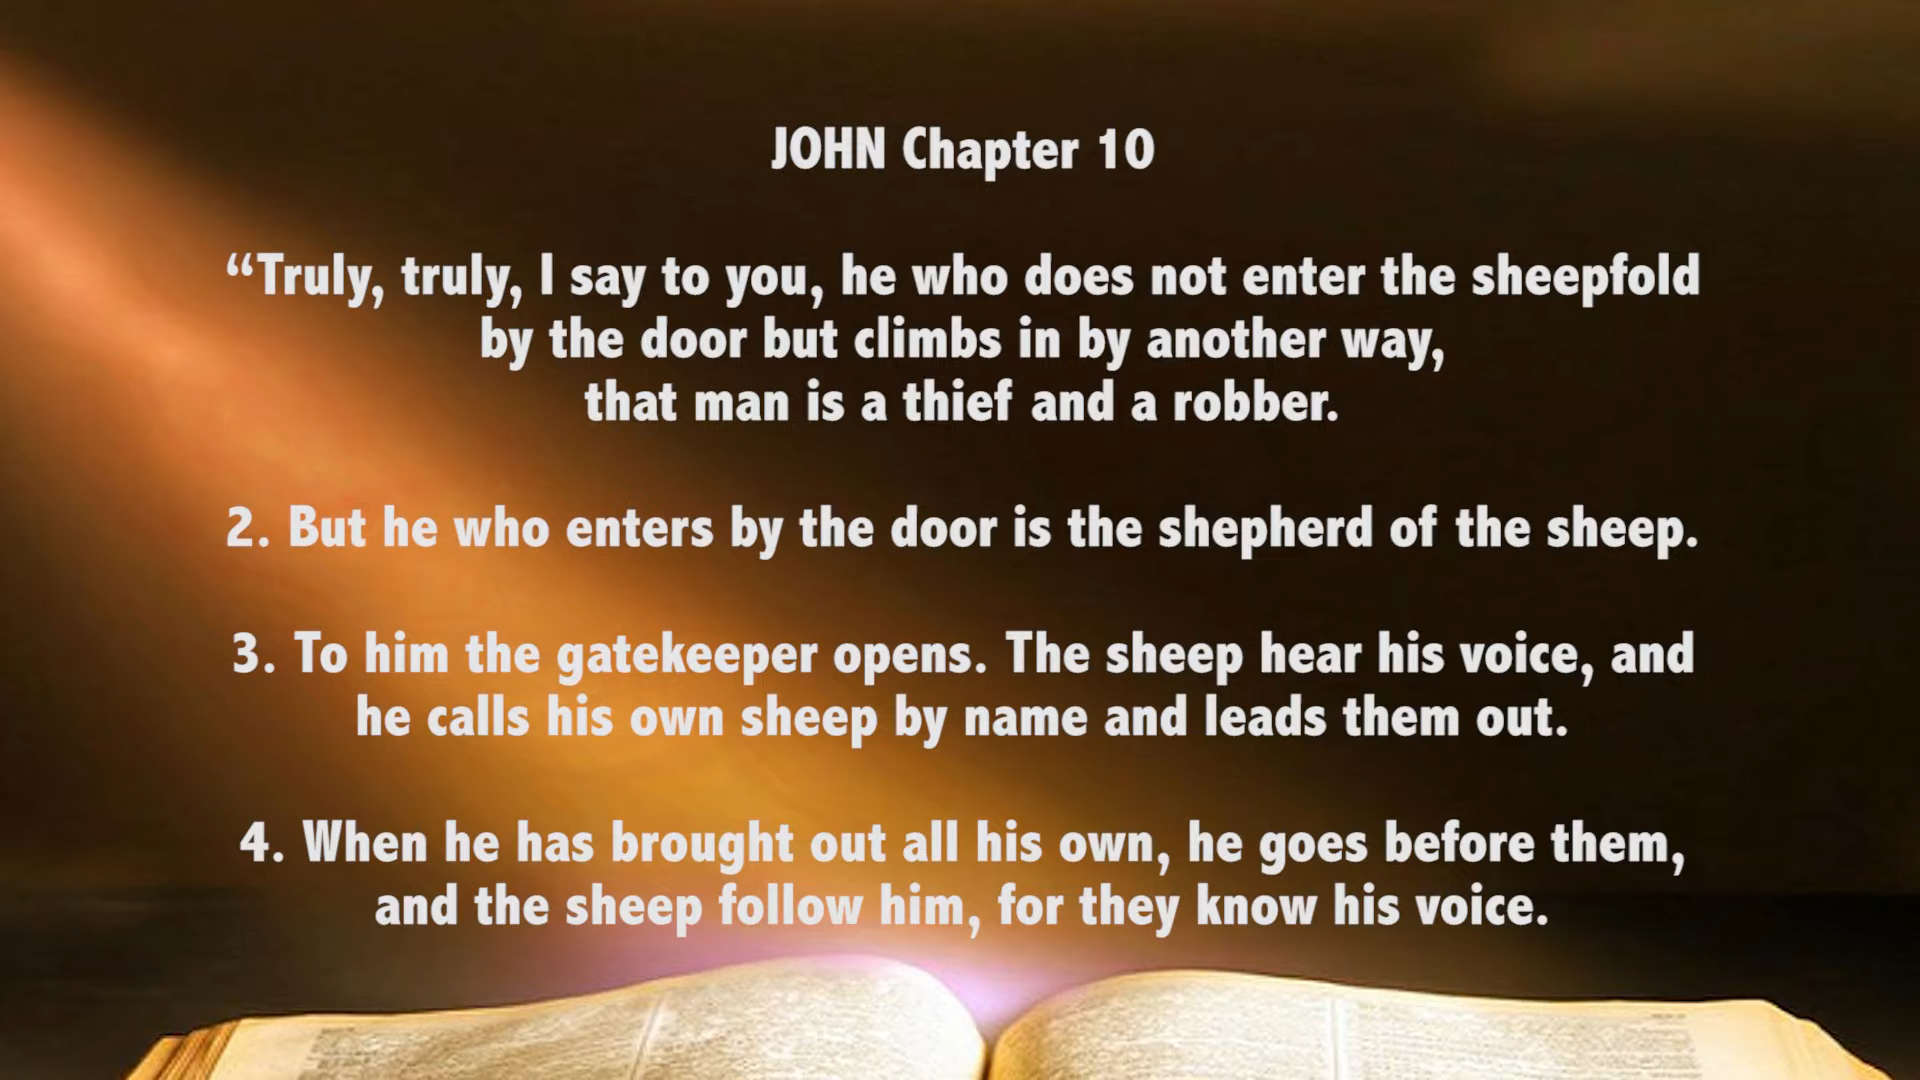 JOHN Chapter 10
“Truly, truly, I say to you, he who does not enter the sheepfold
by the door but climbs in by another way,
that man is a thief and a robber.
2. But he who enters by the door is the shepherd of the sheep.
3. To him the gatekeeper opens. The sheep hear his voice, and
he calls his own sheep by name and leads them out.
4. When he has brought out all his own, he goes before them,
and the sheep follow him, for they know his voice.